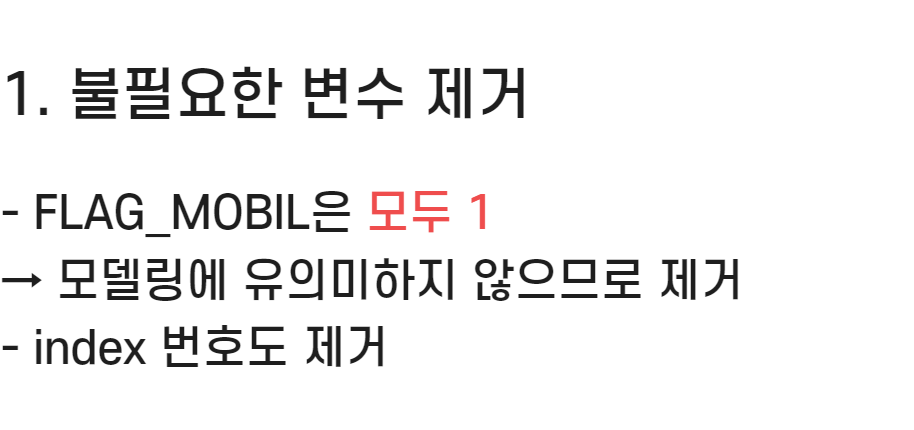 1. 불필요한 변수 제거
- FLAG_MOBIL은 모두 1
→ 모델링에 유의미하지 않으므로 제거
- index 번호도 제거